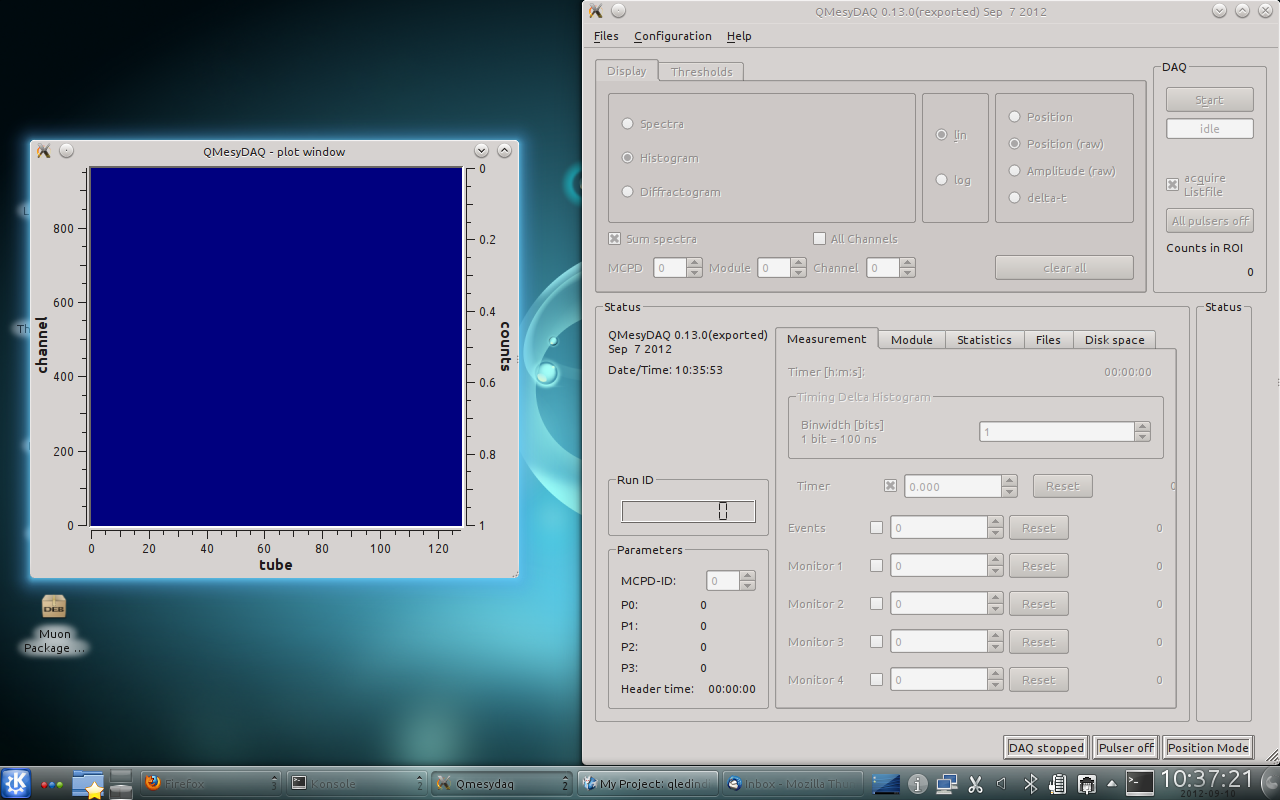 QMesyDAQ 0.13.0(rexported) Sep 7 2012
Files Configuration Help
Display Thresholds
DAQ
Spectra
Histogram
Diffractogram
lin
log
Position
Position (raw)
Amplitude (raw)
delta-t
Start
idle
acquire
Listfile
All pulsers off
Counts in ROI
0
Sum spectra All Channels
MCPD 0 Module 0 Channel 0 clear all
QMesyDAQ - plot window
800
600
400
200
0
channel
0
0.2
0.4
0.6
0.8
1
counts
0 20 40 60 80 100 120
tube
Status
QMesyDAQ 0.13.0(exported)
Sep 7 2012
Date/Time: 10:35:53
Run ID
0
Parameters
MCPD-ID: 0
P0: 0
P1: 0
P2: 0
P3: 0
Header time: 00:00:00
Measurement Module Statistics Files Disk space
Timer [h:m:s]: 00:00:00
Timing Delta Histogram
Binwidth [bits]
1 bit = 100 ns
1
Timer 0.000 Reset 0
Events 0 Reset 0
Monitor 1 0 Reset 0
Monitor 2 0 Reset 0
Monitor 3 0 Reset 0
Monitor 4 0 Reset 0
Status
DAQ stopped Pulser off Position Mode
DEB
Muon
Package ...
FireFox 3 Konsole 2 Qmesydaq 2 My Project: qledindi Inbox - Mozilla Thu
10:37:21
2012-09-10